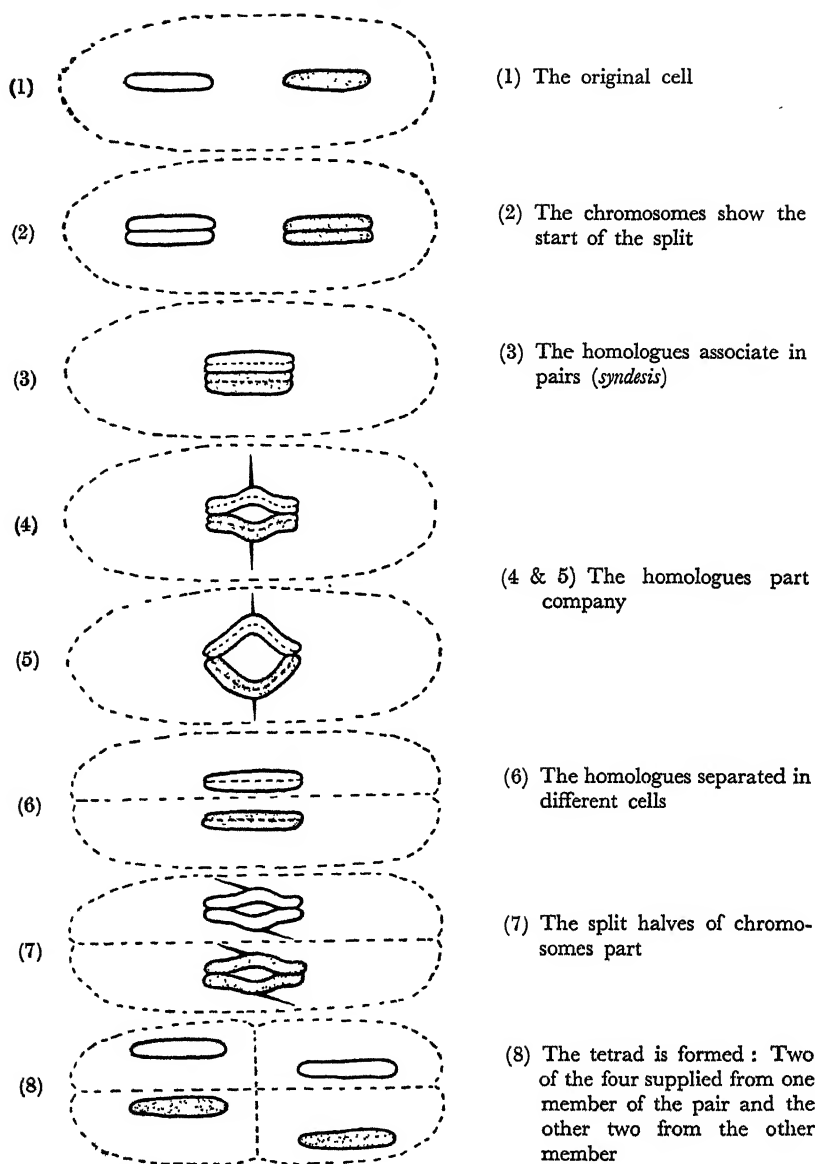 (1) (1) The original cell
(2) (2) The chromosomes show the
start of the split
(3) (3) The homologues associate in
pairs (syndesis)
(4)
(4 & 5) The homologues part
company
(5)
(6) (6) The homologues separated in
different cells
(7) (7) The split halves of chromo-
somes part
(8) (8) The tetrad is formed : Two
of the four supplied from one
member of the pair and the
other two from the other
member